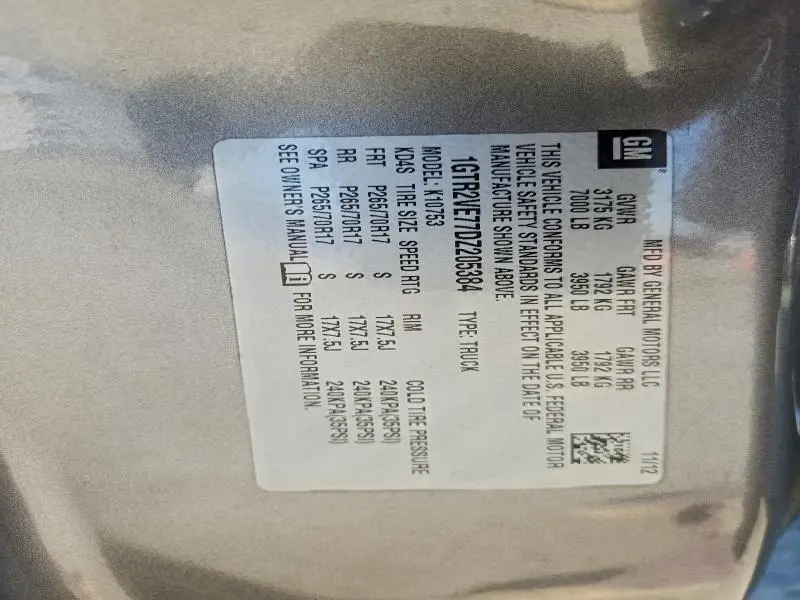 GM ®
MFD BY GENERAL MOTORS LLC 11/12
GVWR GAWR FRT GAWR RR
3175 KG 1792 KG 1792 KG
7000 LB 3950 LB 3950 LB
THIS VEHICLE CONFORMS TO ALL APPLICABLE U.S. FEDERAL MOTOR
VEHICLE SAFETY STANDARDS IN EFFECT ON THE DATE OF
MANUFACTURE SHOWN ABOVE.
1GTR2VE77DZ205384 TYPE: TRUCK
MODEL: K10753
KD4S TIRE SIZE SPEED RTG RIM COLD TIRE PRESSURE
FRT P265/70R17 S 17X7.5J 240KPA(35PSI)
RR P265/70R17 S 17X7.5J 240KPA(35PSI)
SPA P265/70R17 S 17X7.5J 240KPA(35PSI)
SEE OWNER'S MANUAL i FOR MORE INFORMATION.